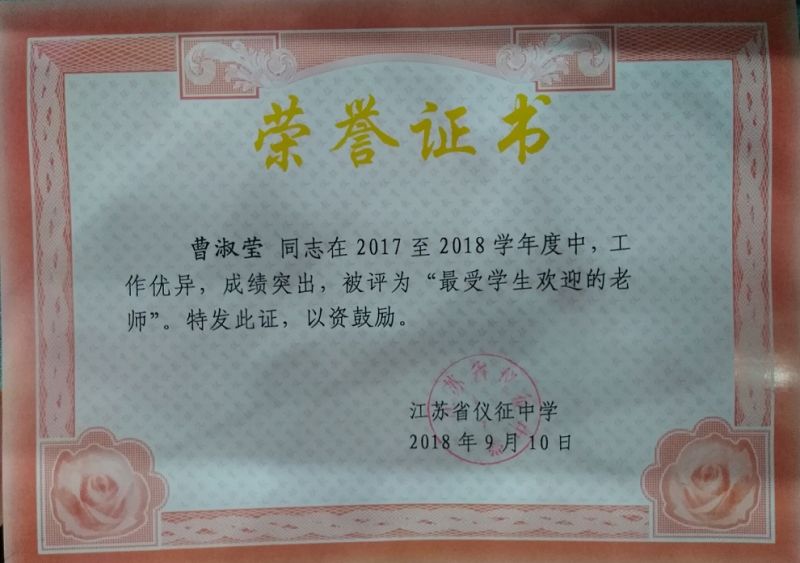 荣誉证书
曹淑莹 同志在 2017 至 2018 学年度中，工
作优异，成绩突出，被评为“最受学生欢迎的老
师”。特发此证，以资鼓励。
江苏省仪征中学
2018 年 9 月 10 日